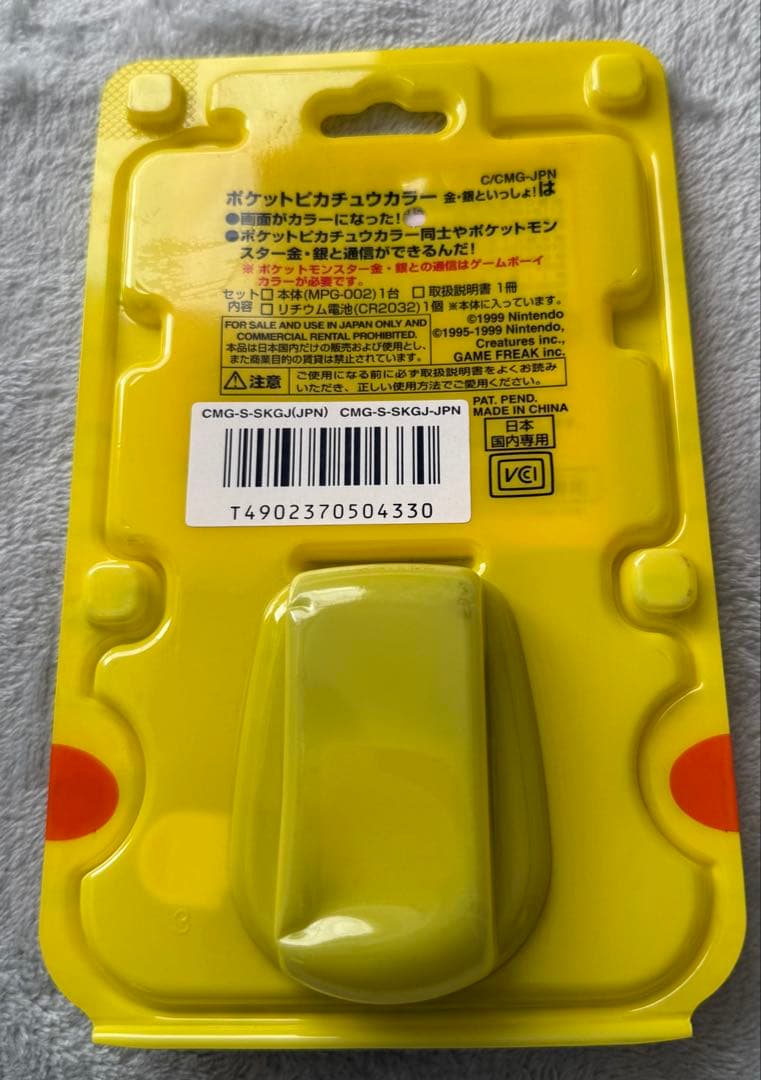 C/CMG-JPN
ポケットピカチュウカラー 金・銀といっしょ!は
●画面がカラーになった!
●ポケットピカチュウカラー同士やポケットモン
スター金・銀と通信ができるんだ!
※ ポケットモンスター金・銀との通信はゲームボーイ
カラーが必要です。
セット内容 □ 本体(MPG-002)1台 □ 取扱説明書 1冊
□ リチウム電池(CR2032)1個 ※本体に入っています。
FOR SALE AND USE IN JAPAN ONLY AND
COMMERCIAL RENTAL PROHIBITED.
本品は日本国内だけの販売および使用とし、
また商業目的の賃貸は禁止されています。
©1999 Nintendo
©1995-1999 Nintendo,
Creatures inc.,
GAME FREAK inc.
注意
ご使用になる前に必ず取扱説明書をよくお読み
いただき、正しい使用方法でご愛用ください。
PAT. PEND.
MADE IN CHINA
CMG-S-SKGJ(JPN) CMG-S-SKGJ-JPN
日本
国内専用
VCI
T4902370504330
3